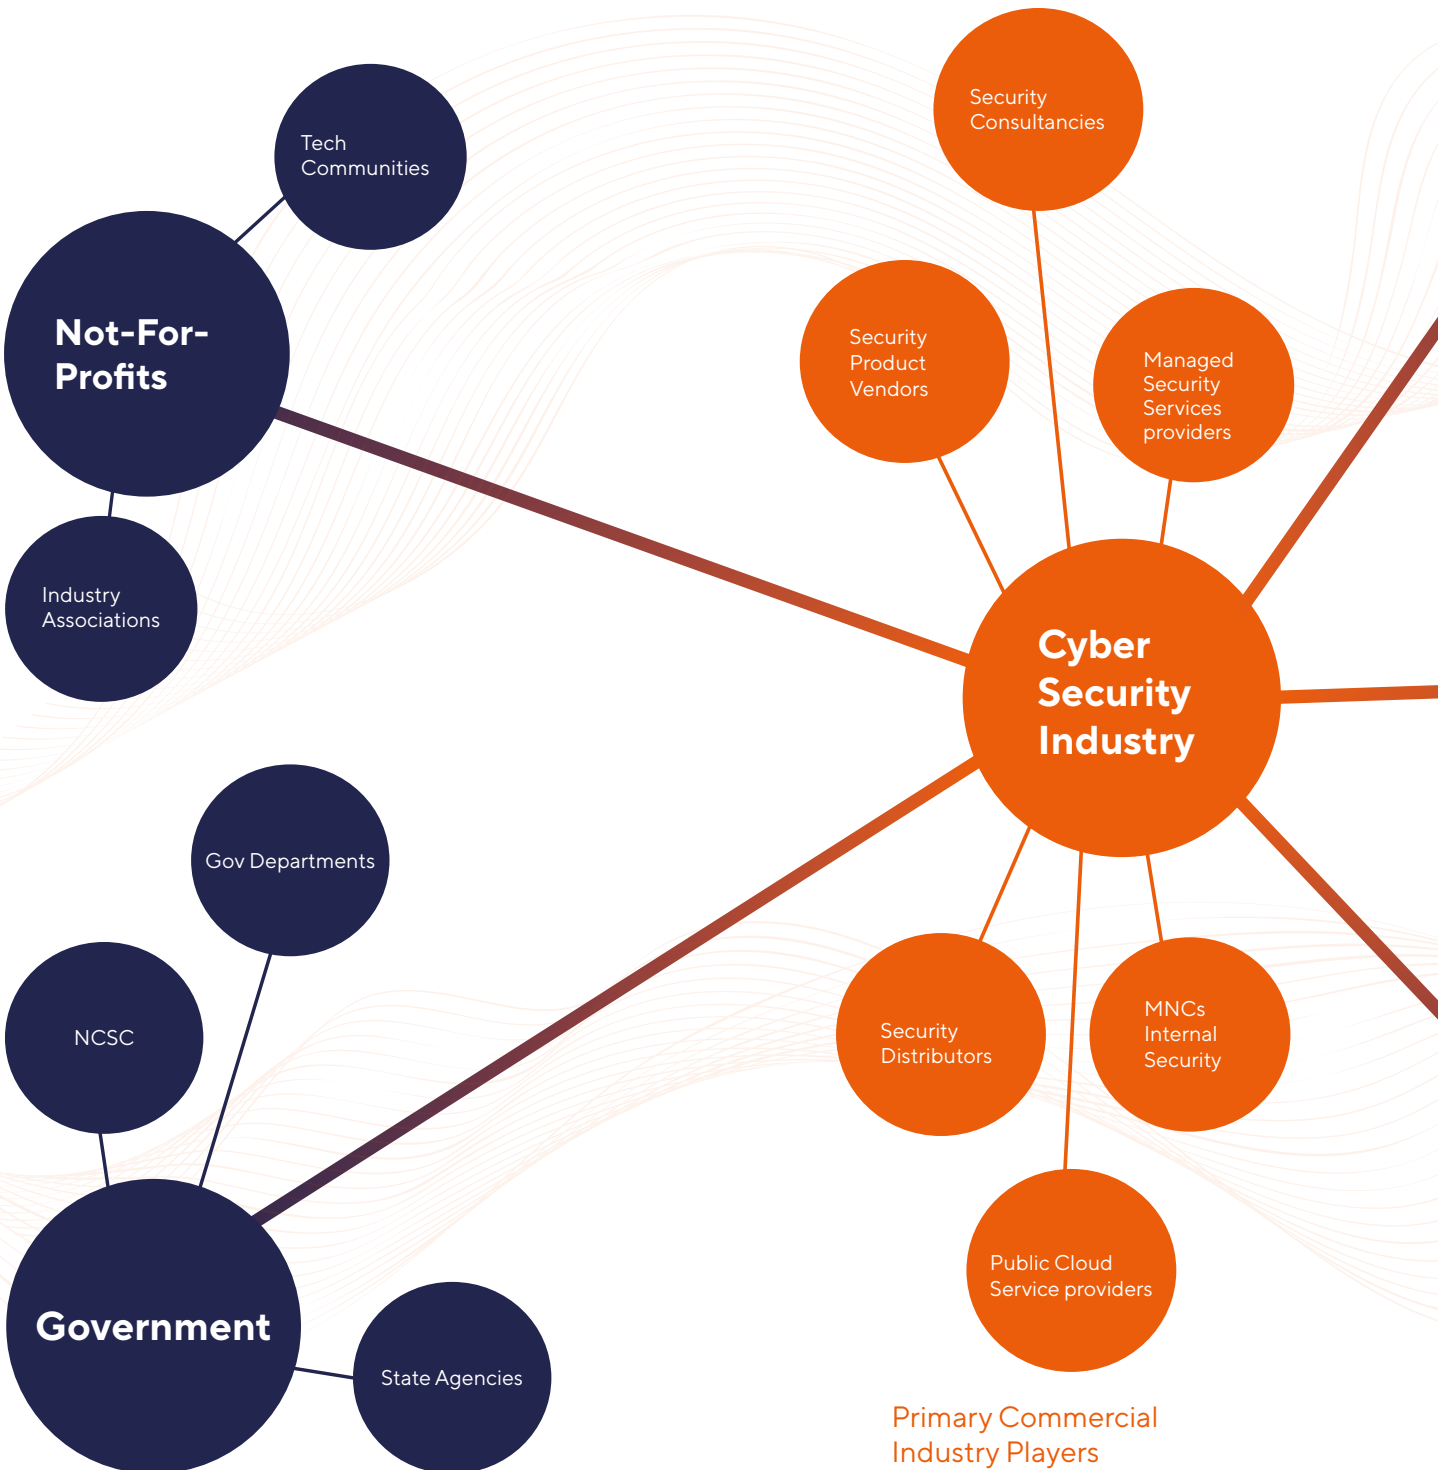 Tech
Communities
Not-For-
Profits
Industry
Associations
Gov Departments
NCSC
Government
State Agencies
Security
Consultancies
Security
Product
Vendors
Managed
Security
Services
providers
Cyber
Security
Industry
Security
Distributors
MNCs
Internal
Security
Public Cloud
Service providers
Primary Commercial
Industry Players